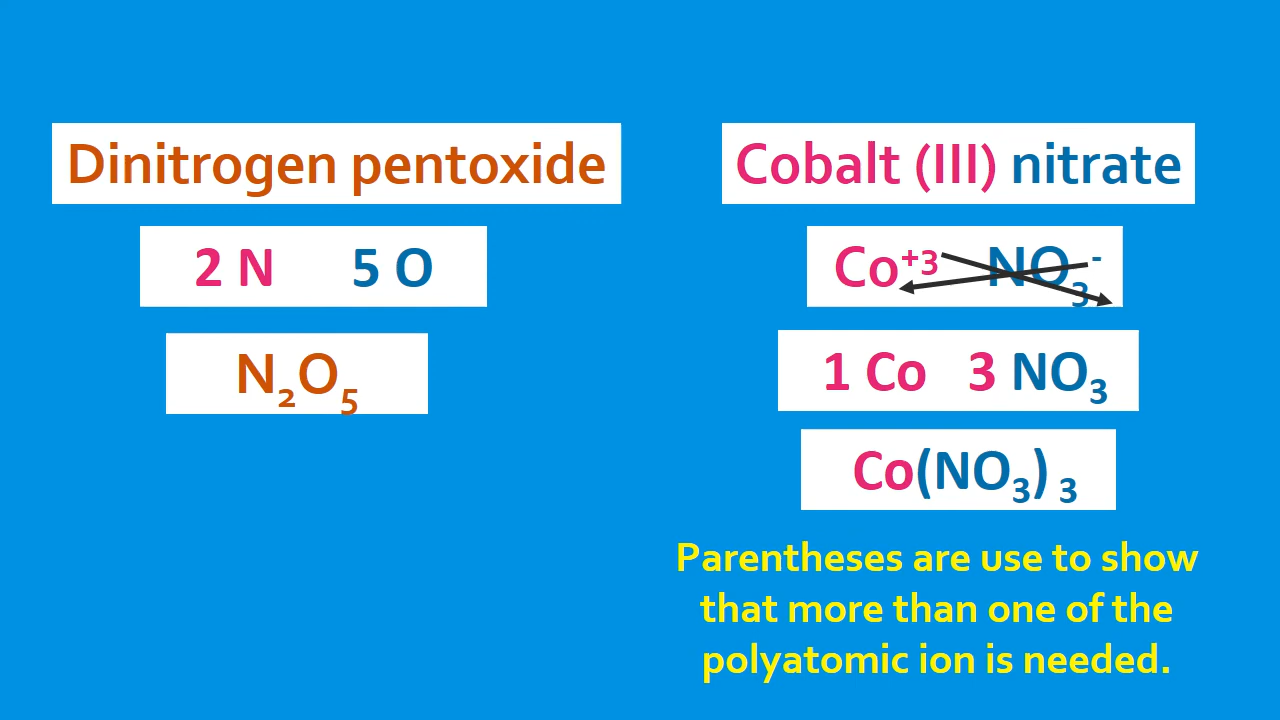 Dinitrogen pentoxide
2 N 5 O
N₂O₅
Cobalt (III) nitrate
Co⁺³ NO₃⁻
1 Co 3 NO₃
Co(NO₃) ₃
Parentheses are use to show
that more than one of the
polyatomic ion is needed.